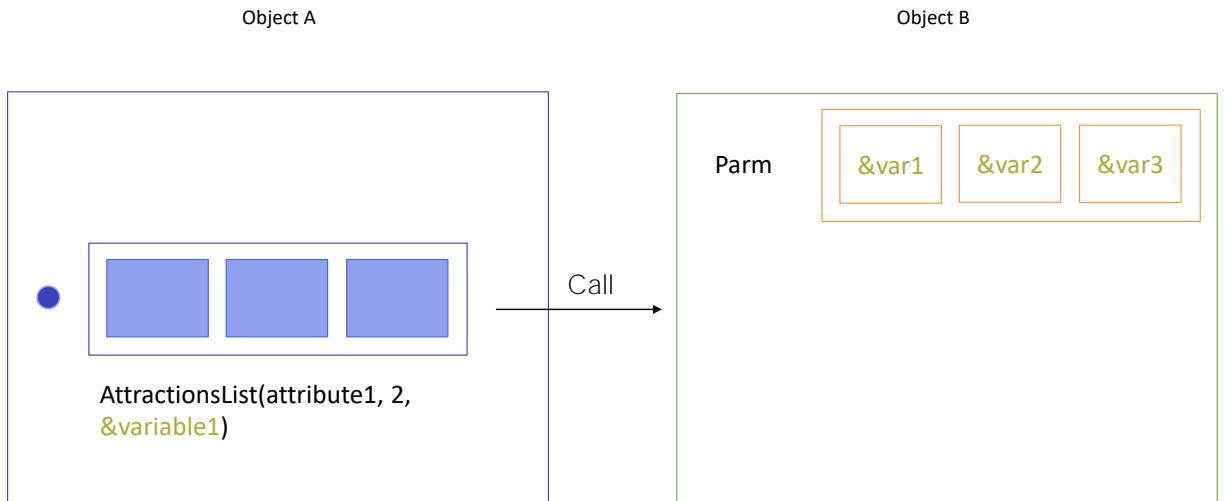 Object A
Object B
Parm
&var1
&var2
&var3
Call
AttractionsList(attribute1, 2,
&variable1)